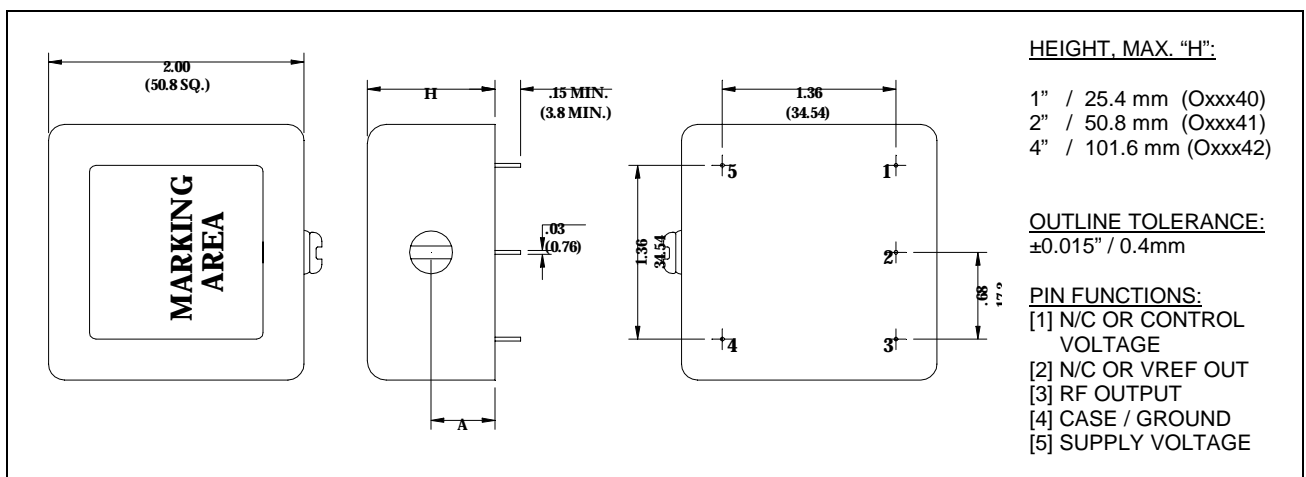 2.00
(50.8 SQ.)
MARKING
AREA
H
.15 MIN.
(3.8 MIN.)
.03
(0.76)
A
1.36
(34.54)
1.36
34.54
5
1
2
4
3
.68
HEIGHT, MAX. “H”:
1” / 25.4 mm (Oxxx40)
2” / 50.8 mm (Oxxx41)
4” / 101.6 mm (Oxxx42)
OUTLINE TOLERANCE:
±0.015” / 0.4mm
PIN FUNCTIONS:
[1] N/C OR CONTROL
VOLTAGE
[2] N/C OR VREF OUT
[3] RF OUTPUT
[4] CASE / GROUND
[5] SUPPLY VOLTAGE